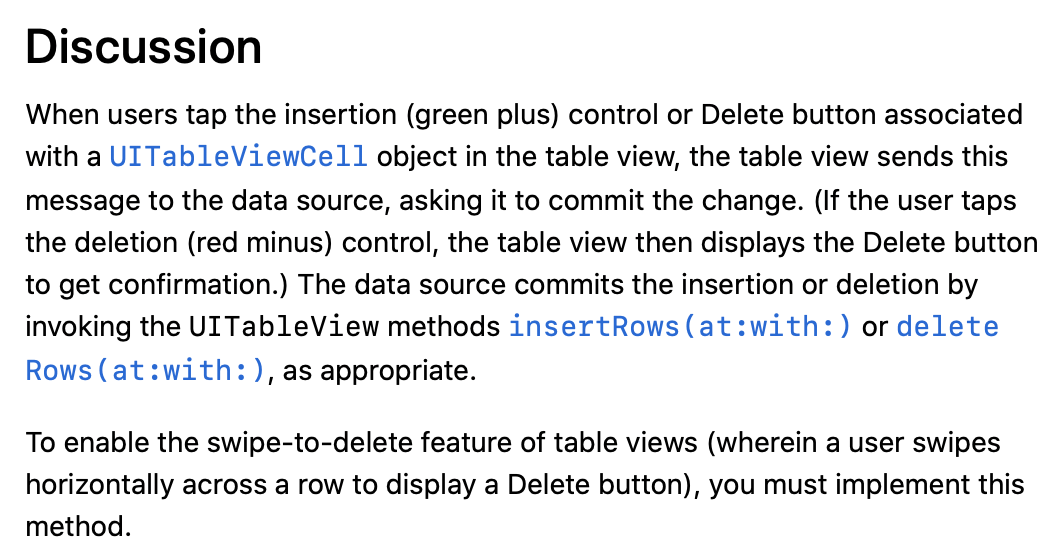 Discussion
When users tap the insertion (green plus) control or Delete button associated
with a UITableViewCell object in the table view, the table view sends this
message to the data source, asking it to commit the change. (If the user taps
the deletion (red minus) control, the table view then displays the Delete button
to get confirmation.) The data source commits the insertion or deletion by
invoking the UITableView methods insertRows(at:with:) or delete
Rows(at:with:), as appropriate.
To enable the swipe-to-delete feature of table views (wherein a user swipes
horizontally across a row to display a Delete button), you must implement this
method.